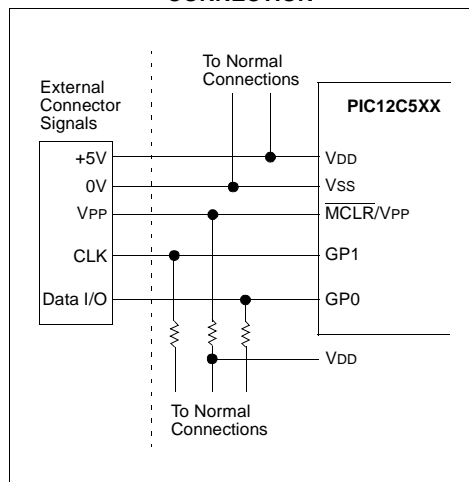 CONNECTION
To Normal
Connections
External
Connector
Signals
PIC12C5XX
+5V
VDD
0V
VSS
VPP
MCLR/VPP
CLK
GP1
Data I/O
GP0
VDD
To Normal
Connections